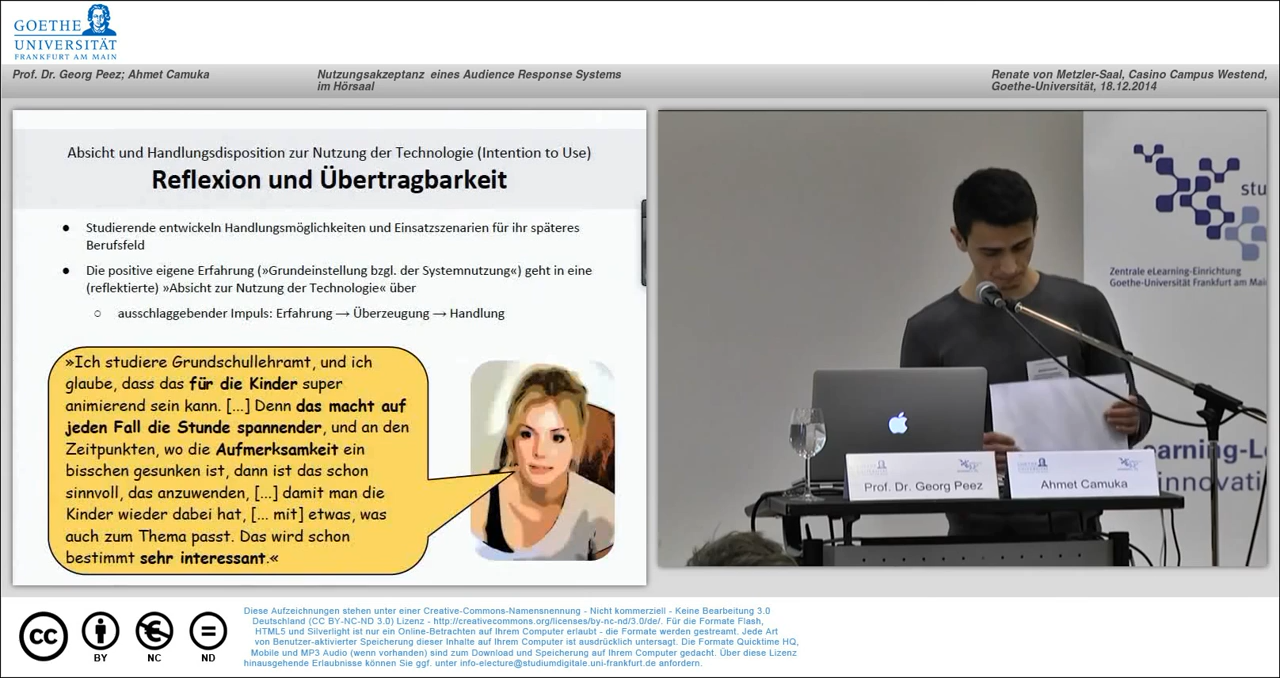 GOETHE
UNIVERSITÄT
FRANKFURT AM MAIN
Prof. Dr. Georg Peez; Ahmet Camuka
Nutzungsakzeptanz eines Audience Response Systems
im Hörsaal
Renate von Metzler-Saal, Casino Campus Westend,
Goethe-Universität, 18.12.2014
Absicht und Handlungsdisposition zur Nutzung der Technologie (Intention to Use)
Reflexion und Übertragbarkeit
● Studierende entwickeln Handlungsmöglichkeiten und Einsatzszenarien für ihr späteres
Berufsfeld
● Die positive eigene Erfahrung (»Grundeinstellung bzgl. der Systemnutzung«) geht in eine
(reflektierte) »Absicht zur Nutzung der Technologie« über
○ ausschlaggebender Impuls: Erfahrung → Überzeugung → Handlung
»Ich studiere Grundschullehramt, und ich
glaube, dass das für die Kinder super
animierend sein kann. [...] Denn das macht auf
jeden Fall die Stunde spannender, und an den
Zeitpunkten, wo die Aufmerksamkeit ein
bisschen gesunken ist, dann ist das schon
sinnvoll, das anzuwenden, [...] damit man die
Kinder wieder dabei hat, [... mit] etwas, was
auch zum Thema passt. Das wird schon
bestimmt sehr interessant.«
stu
Zentrale eLearning-Einrichtung
Goethe-Universität Frankfurt am Mai
earning-L
innovati
Prof. Dr. Georg Peez
Ahmet Camuka
cc
BY
NC
ND
Diese Aufzeichnungen stehen unter einer Creative-Commons-Namensnennung - Nicht kommerziell - Keine Bearbeitung 3.0
Deutschland (CC BY-NC-ND 3.0) Lizenz - http://creativecommons.org/licenses/by-nc-nd/3.0/de/. Für die Formate Flash,
HTML5 und Silverlight ist nur ein Online-Betrachten auf Ihrem Computer erlaubt - die Formate werden gestreamt. Jede Art
von Benutzer-aktivierter Speicherung dieser Inhalte auf Ihrem Computer ist ausdrücklich untersagt. Die Formate Quicktime HQ,
Mobile und MP3 Audio (wenn vorhanden) sind zum Download und Speicherung auf Ihrem Computer gedacht. Über diese Lizenz
hinausgehende Erlaubnisse können Sie ggf. unter info-electure@studiumdigitale.uni-frankfurt.de anfordern.